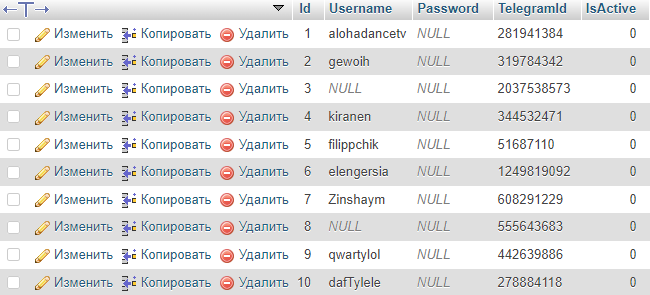 Id Username Password TelegramId IsActive
Изменить Копировать Удалить 1 alohadancetv NULL 281941384 0
Изменить Копировать Удалить 2 gewoih NULL 319784342 0
Изменить Копировать Удалить 3 NULL NULL 2037538573 0
Изменить Копировать Удалить 4 kiranen NULL 344532471 0
Изменить Копировать Удалить 5 filippchik NULL 51687110 0
Изменить Копировать Удалить 6 elengersia NULL 1249819092 0
Изменить Копировать Удалить 7 Zinshaym NULL 608291229 0
Изменить Копировать Удалить 8 NULL NULL 555643683 0
Изменить Копировать Удалить 9 qwartylol NULL 442639886 0
Изменить Копировать Удалить 10 dafTylele NULL 278884118 0